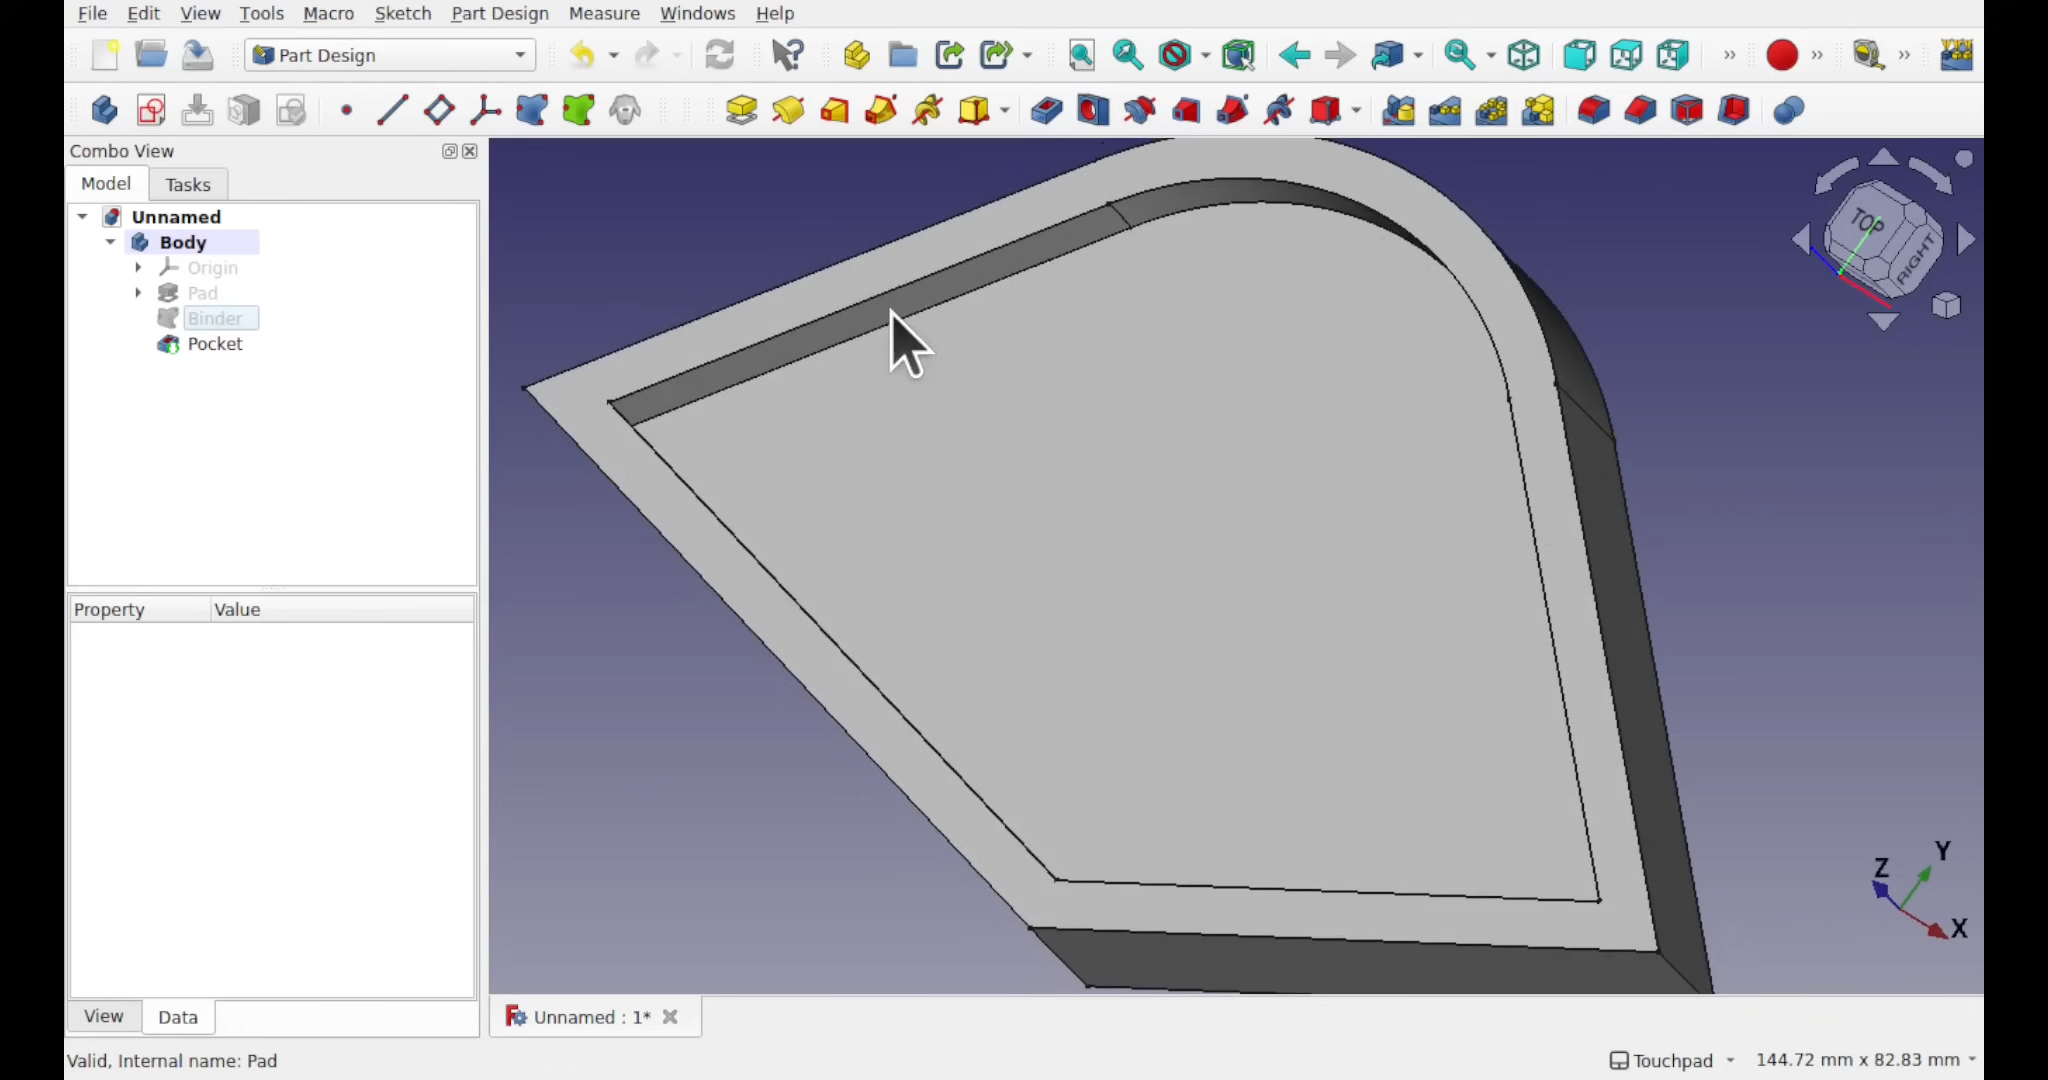 File Edit View Tools Macro Sketch Part Design Measure Windows Help
Part Design
Combo View
Model Tasks
Unnamed
Body
Origin
Pad
Binder
Pocket
TOP
RIGHT
Property Value
Z Y X
View Data
Unnamed : 1*
Valid, Internal name: Pad
Touchpad 144.72 mm x 82.83 mm